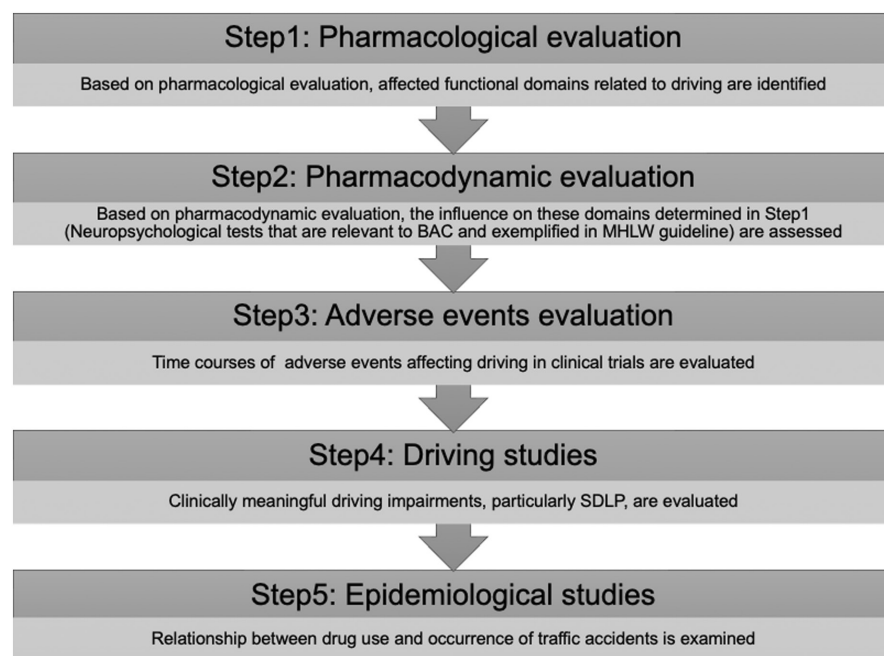 Step1: Pharmacological evaluation
Based on pharmacological evaluation, affected functional domains related to driving are identified
Step2: Pharmacodynamic evaluation
Based on pharmacodynamic evaluation, the influence on these domains determined in Step1
(Neuropsychological tests that are relevant to BAC and exemplified in MHLW guideline) are assessed
Step3: Adverse events evaluation
Time courses of adverse events affecting driving in clinical trials are evaluated
Step4: Driving studies
Clinically meaningful driving impairments, particularly SDLP, are evaluated
Step5: Epidemiological studies
Relationship between drug use and occurrence of traffic accidents is examined